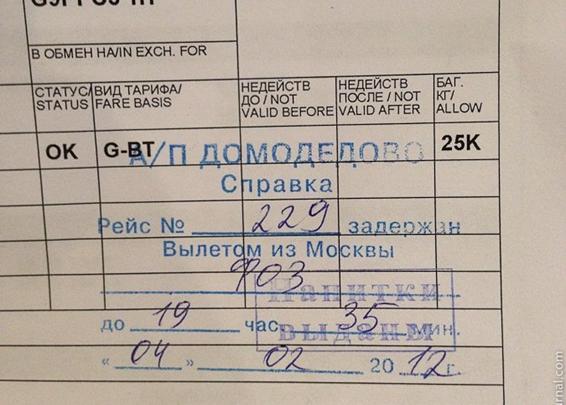 В ОБМЕН НА/IN EXCH. FOR
СТАТУС/ ВИД ТАРИФА/ НЕДЕЙСТВ НЕДЕЙСТВ БАГ.
STATUS FARE BASIS ДО / NOT ПОСЛЕ / NOT КГ/
VALID BEFORE VALID AFTER ALLOW
OK G-BT 25K
А/П ДОМОДЕДОВО
Справка
Рейс № 229 задержан
Вылетом из Москвы
Напитки
до 19 час. 35 мин.
выданы
« 04 » 02 2012 г.